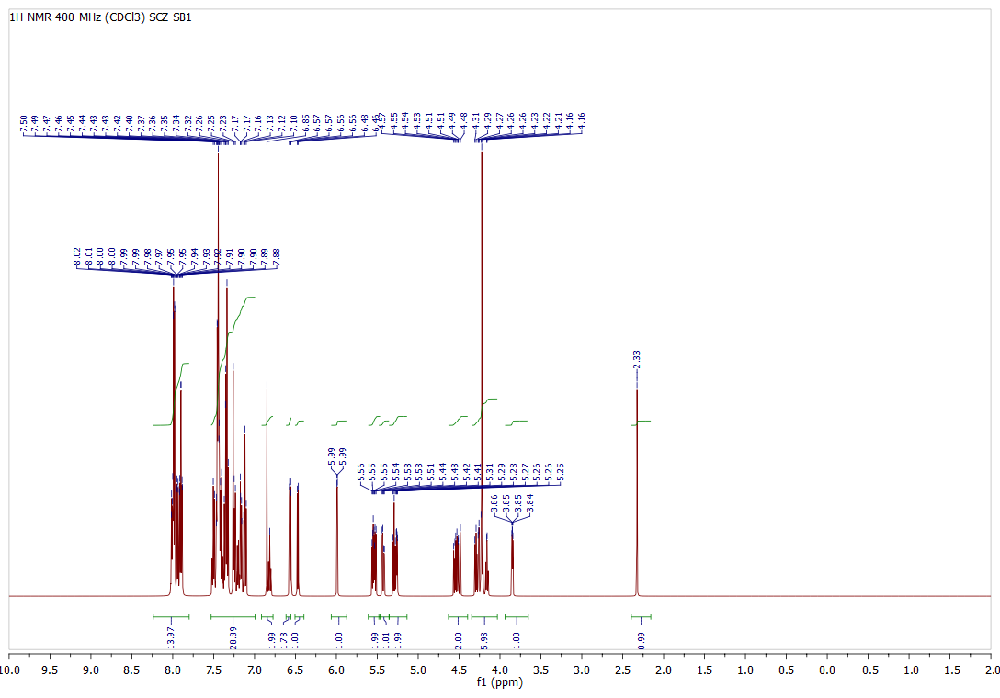 1H NMR 400 MHz (CDCl3) SCZ SB1
7.50 7.49 7.47 7.46 7.45 7.44 7.43 7.43 7.42 7.40 7.37 7.36 7.35 7.34 7.32 7.26 7.25 7.23 7.17 7.17 7.16 7.13 7.12 7.10 6.85 6.57 6.57 6.56 6.56 6.48 6.46 4.57 4.55 4.54 4.53 4.51 4.51 4.49 4.48 4.31 4.29 4.27 4.26 4.26 4.23 4.22 4.21 4.16 4.16
8.02 8.01 8.00 8.00 7.99 7.99 7.98 7.97 7.95 7.95 7.94 7.93 7.92 7.91 7.90 7.90 7.89 7.88
2.33
5.99 5.99
5.56 5.55 5.55 5.54 5.53 5.53 5.51 5.44 5.43 5.42 5.41 5.31 5.29 5.28 5.27 5.26 5.26 5.25
3.86 3.85 3.85 3.84
13.97 28.89 1.99 1.73 1.00 1.00 1.99 1.01 1.99 2.00 5.98 1.00 0.99
10.0 9.5 9.0 8.5 8.0 7.5 7.0 6.5 6.0 5.5 5.0 4.5 4.0 3.5 3.0 2.5 2.0 1.5 1.0 0.5 0.0 -0.5 -1.0 -1.5 -2.0
f1 (ppm)